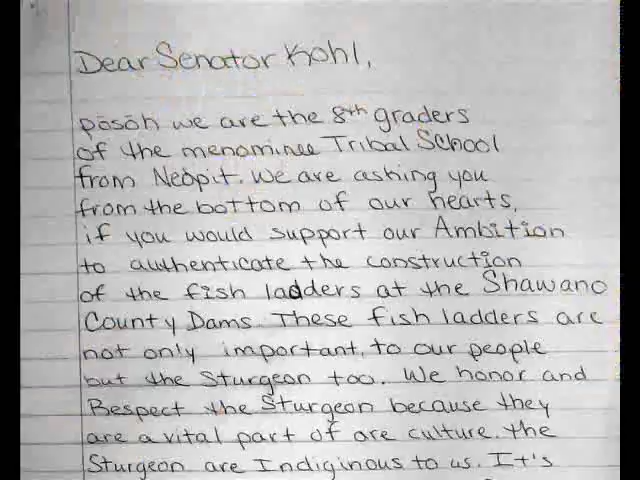 Dear Senator Kohl,
pōsōh we are the 8th graders
of the menominee Tribal School
from Neopit. We are asking you
from the bottom of our hearts,
if you would support our Ambition
to authenticate the construction
of the fish ladders at the Shawano
County Dams. These fish ladders are
not only important, to our people
but the Sturgeon too. We honor and
Respect the Sturgeon because they
are a vital part of are culture. the
Sturgeon are Indiginous to us. It's